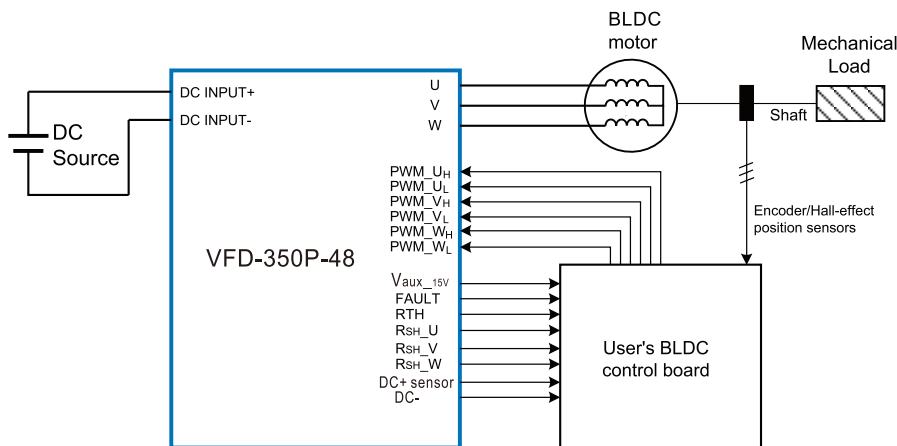 BLDC
motor
Mechanical
Load
DC INPUT+
DC INPUT-
U
V
W
Shaft
DC
Source
PWM_UH
PWM_UL
PWM_VH
PWM_VL
PWM_WH
PWM_WL
Encoder/Hall-effect
position sensors
VFD-350P-48
Vaux_15V
FAULT
RTH
RSH_U
RSH_V
RSH_W
DC+ sensor
DC-
User's BLDC
control board